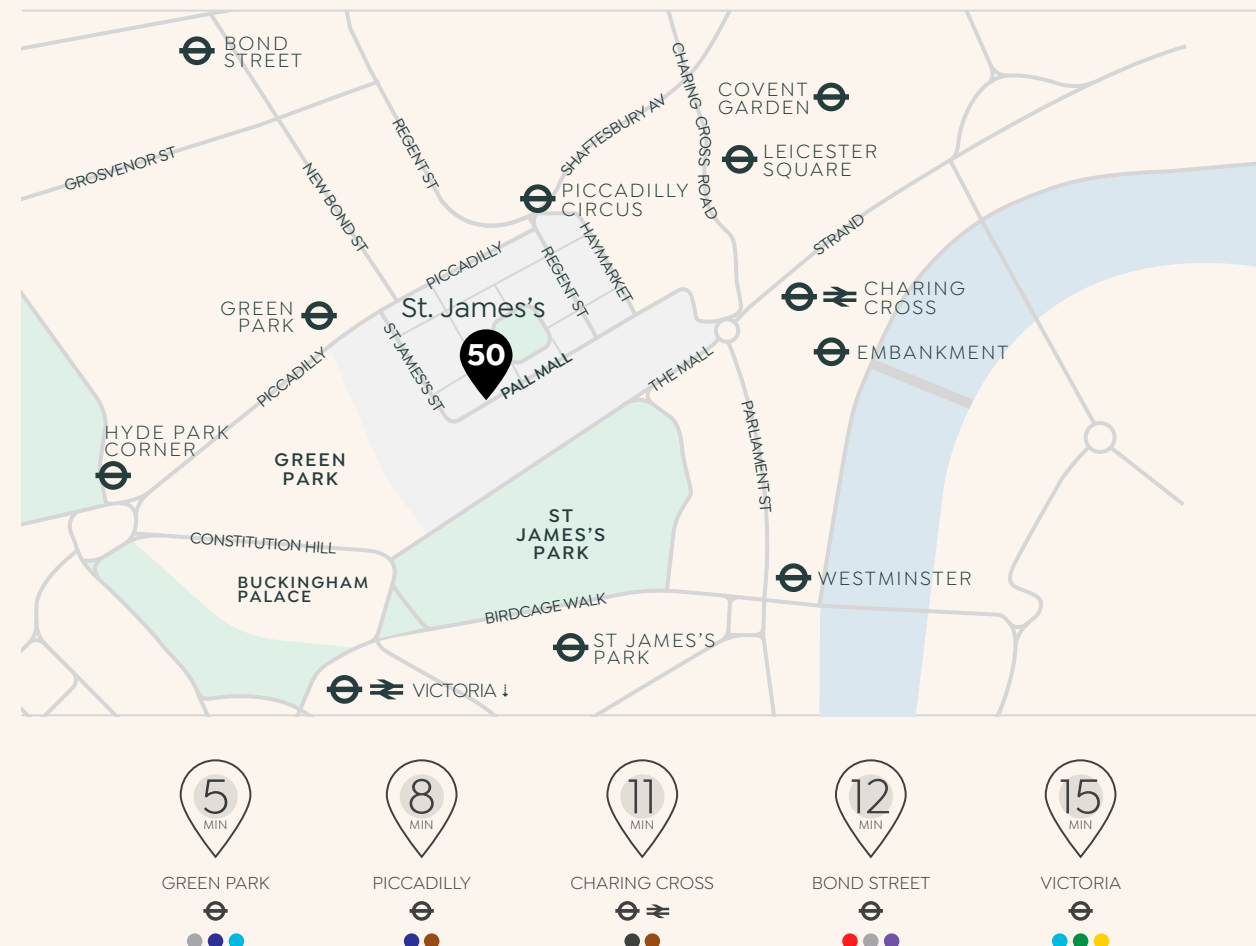 BOND
STREET
COVENT
GARDEN
CHARING CROSS ROAD
SHAFTESBURY AV
REGENT ST
LEICESTER
SQUARE
GROSVENOR ST
NEW BOND ST
PICCADILLY
CIRCUS
STRAND
PICCADILLY
REGENT ST
HAYMARKET
GREEN
PARK
St. James's
CHARING
CROSS
ST JAMES'S ST
50
PALL MALL
THE MALL
EMBANKMENT
PICCADILLY
HYDE PARK
CORNER
GREEN
PARK
PARLIAMENT ST
ST
JAMES'S
PARK
CONSTITUTION HILL
BUCKINGHAM
PALACE
WESTMINSTER
BIRDCAGE WALK
ST JAMES'S
PARK
VICTORIA ↓
5
MIN
GREEN PARK
8
MIN
PICCADILLY
11
MIN
CHARING CROSS
12
MIN
BOND STREET
15
MIN
VICTORIA